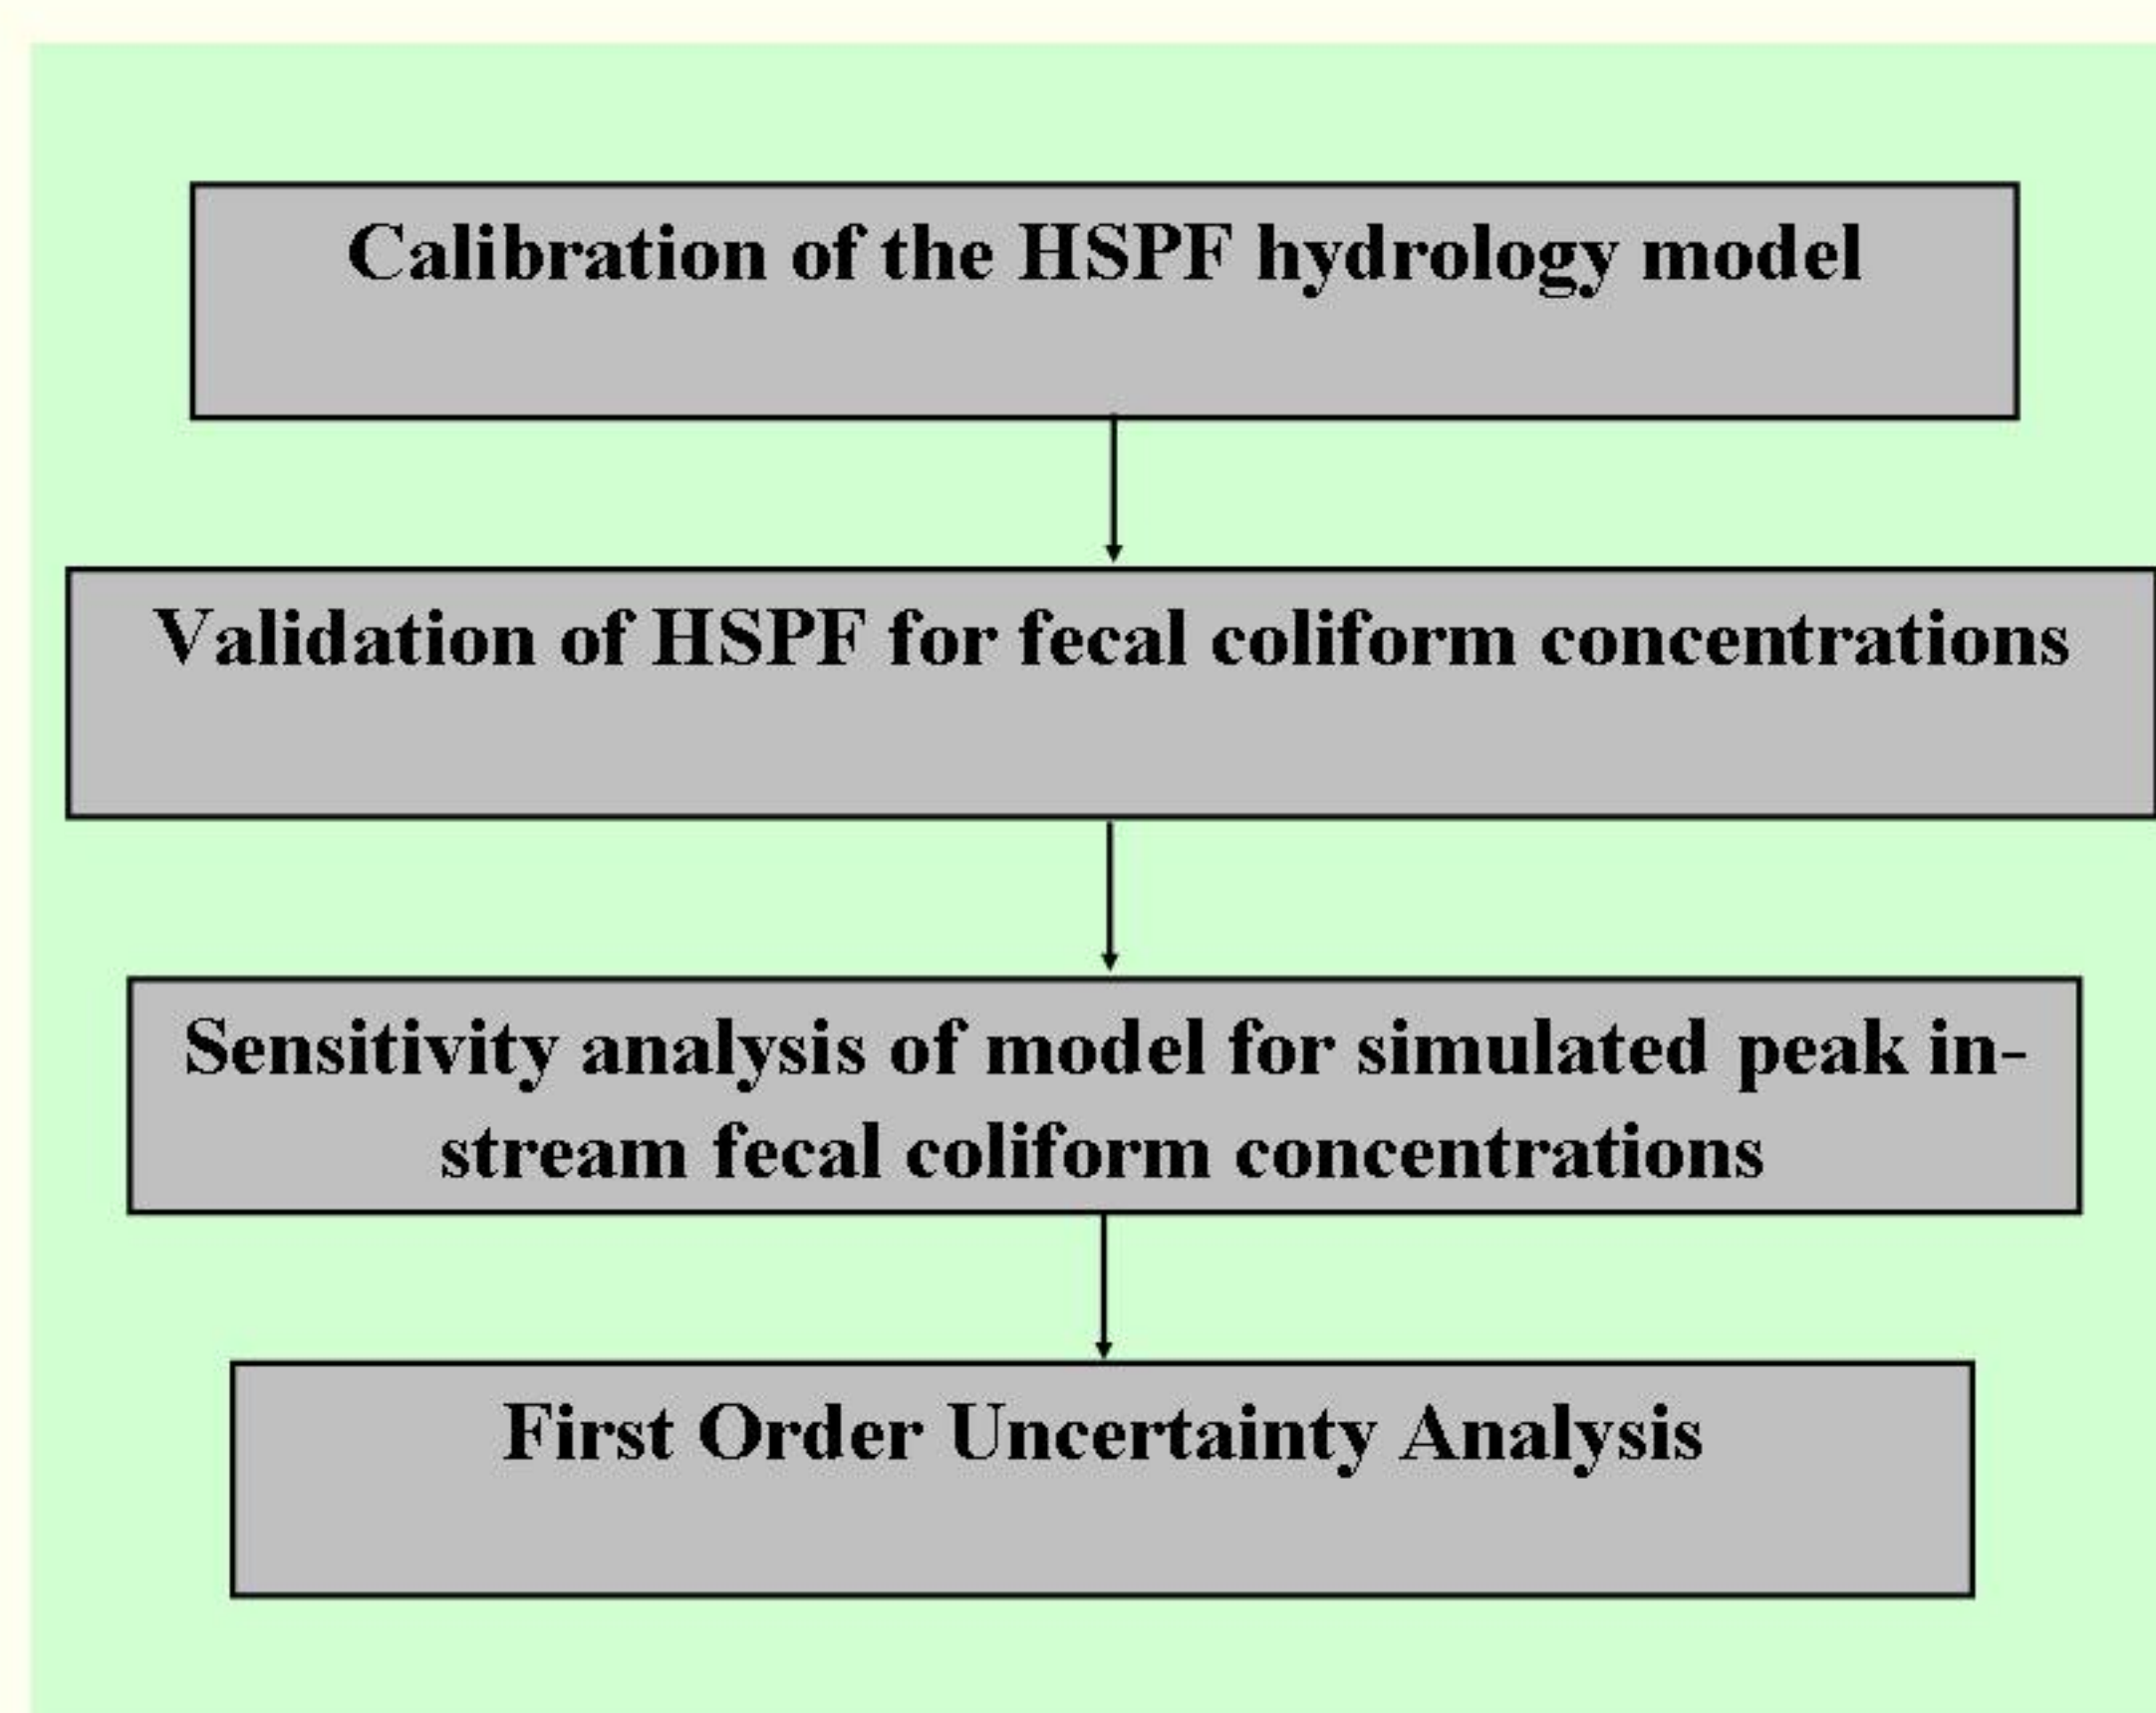 Calibration of the HSPF hydrology model
Validation of HSPF for fecal coliform concentrations
Sensitivity analysis of model for simulated peak in-
stream fecal coliform concentrations
First Order Uncertainty Analysis